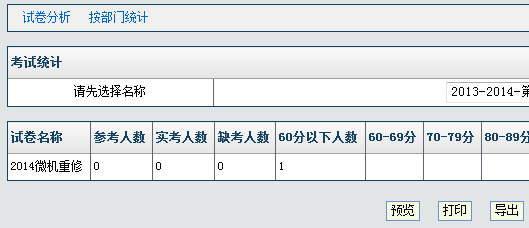 试卷分析 按部门统计
考试统计
请先选择名称 2013-2014-第
试卷名称 参考人数 实考人数 缺考人数 60分以下人数 60-69分 70-79分 80-89分
2014微机重修 0 0 0 1
预览 打印 导出